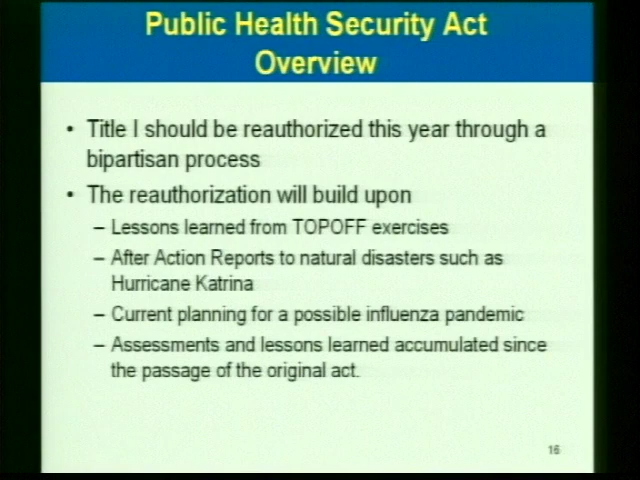 Public Health Security Act
Overview
• Title I should be reauthorized this year through a
bipartisan process
• The reauthorization will build upon
– Lessons learned from TOPOFF exercises
– After Action Reports to natural disasters such as
Hurricane Katrina
– Current planning for a possible influenza pandemic
– Assessments and lessons learned accumulated since
the passage of the original act.
16